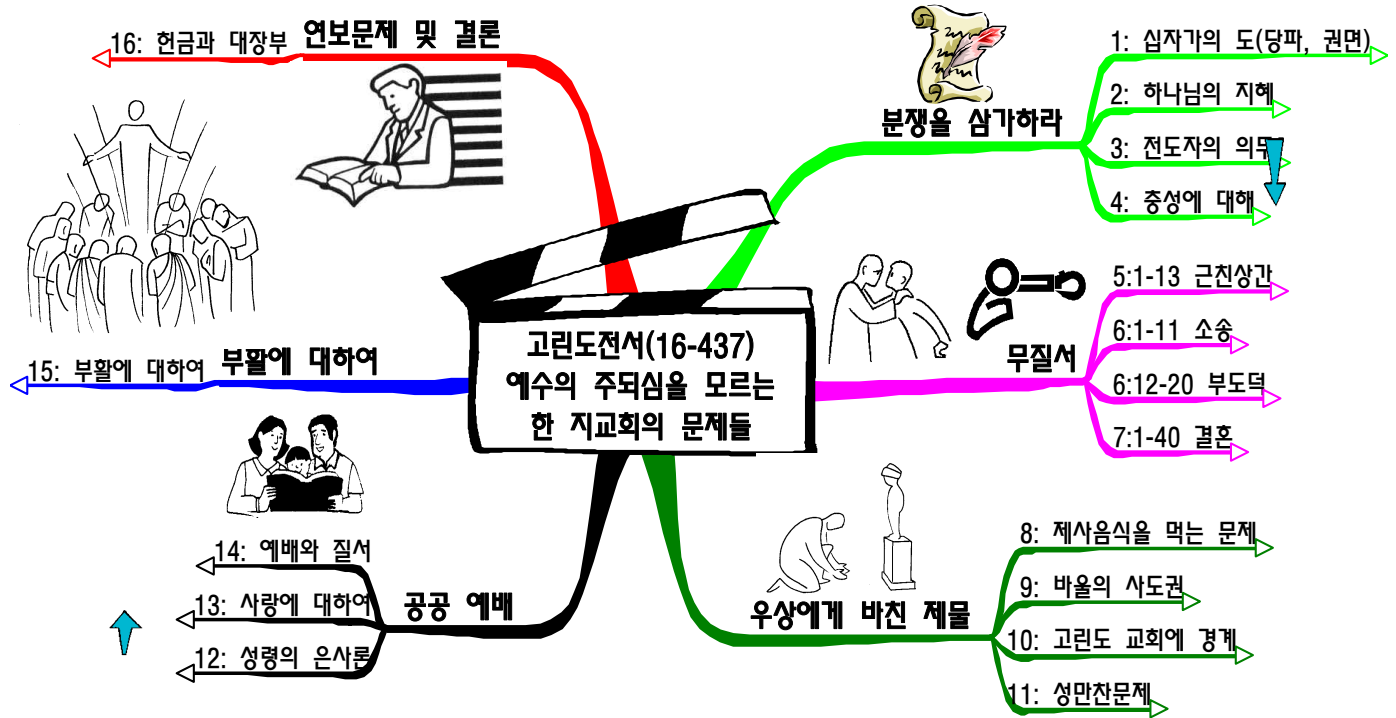 고린도전서(16-437)
예수의 주되심을 모르는
한 지교회의 문제들
분쟁을 삼가하라
1: 십자가의 도(당파, 권면)
2: 하나님의 지혜
3: 전도자의 의무
4: 충성에 대해
무질서
5:1-13 근친상간
6:1-11 소송
6:12-20 부도덕
7:1-40 결혼
우상에게 바친 제물
8: 제사음식을 먹는 문제
9: 바울의 사도권
10: 고린도 교회에 경계
11: 성만찬문제
공공 예배
14: 예배와 질서
13: 사랑에 대하여
12: 성령의 은사론
부활에 대하여
15: 부활에 대하여
연보문제 및 결론
16: 헌금과 대장부